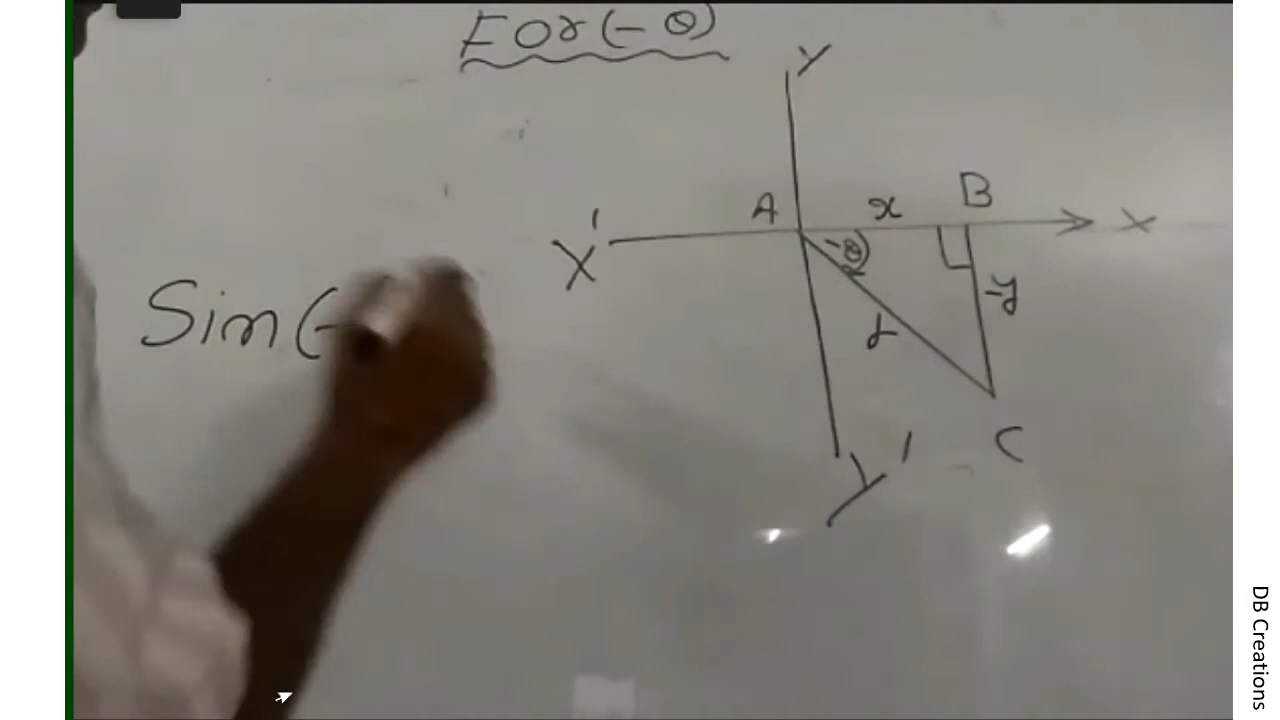 For (- θ)
Y
A x B
X' X
-θ
-y
Sin (-
r
C
Y'
DB Creations